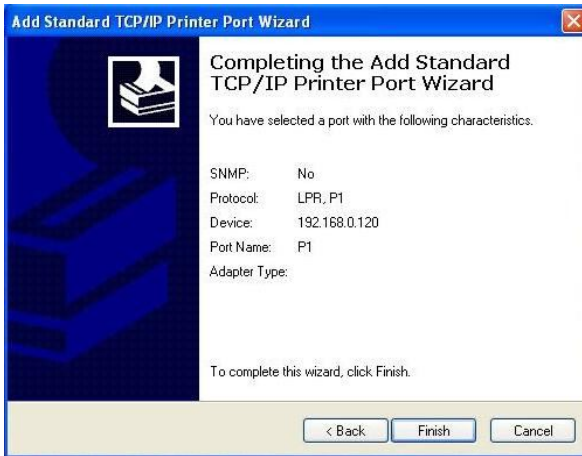 Add Standard TCP/IP Printer Port Wizard
Completing the Add Standard
TCP/IP Printer Port Wizard
You have selected a port with the following characteristics.
SNMP: No
Protocol: LPR, P1
Device: 192.168.0.120
Port Name: P1
Adapter Type:
To complete this wizard, click Finish.
< Back Finish Cancel